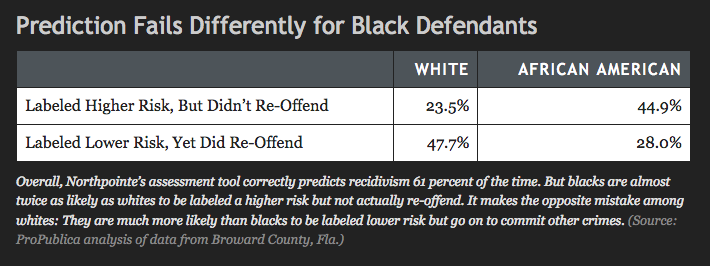 Prediction Fails Differently for Black Defendants
WHITE AFRICAN AMERICAN
Labeled Higher Risk, But Didn’t Re-Offend 23.5% 44.9%
Labeled Lower Risk, Yet Did Re-Offend 47.7% 28.0%
Overall, Northpointe’s assessment tool correctly predicts recidivism 61 percent of the time. But blacks are almost
twice as likely as whites to be labeled a higher risk but not actually re-offend. It makes the opposite mistake among
whites: They are much more likely than blacks to be labeled lower risk but go on to commit other crimes. (Source:
ProPublica analysis of data from Broward County, Fla.)